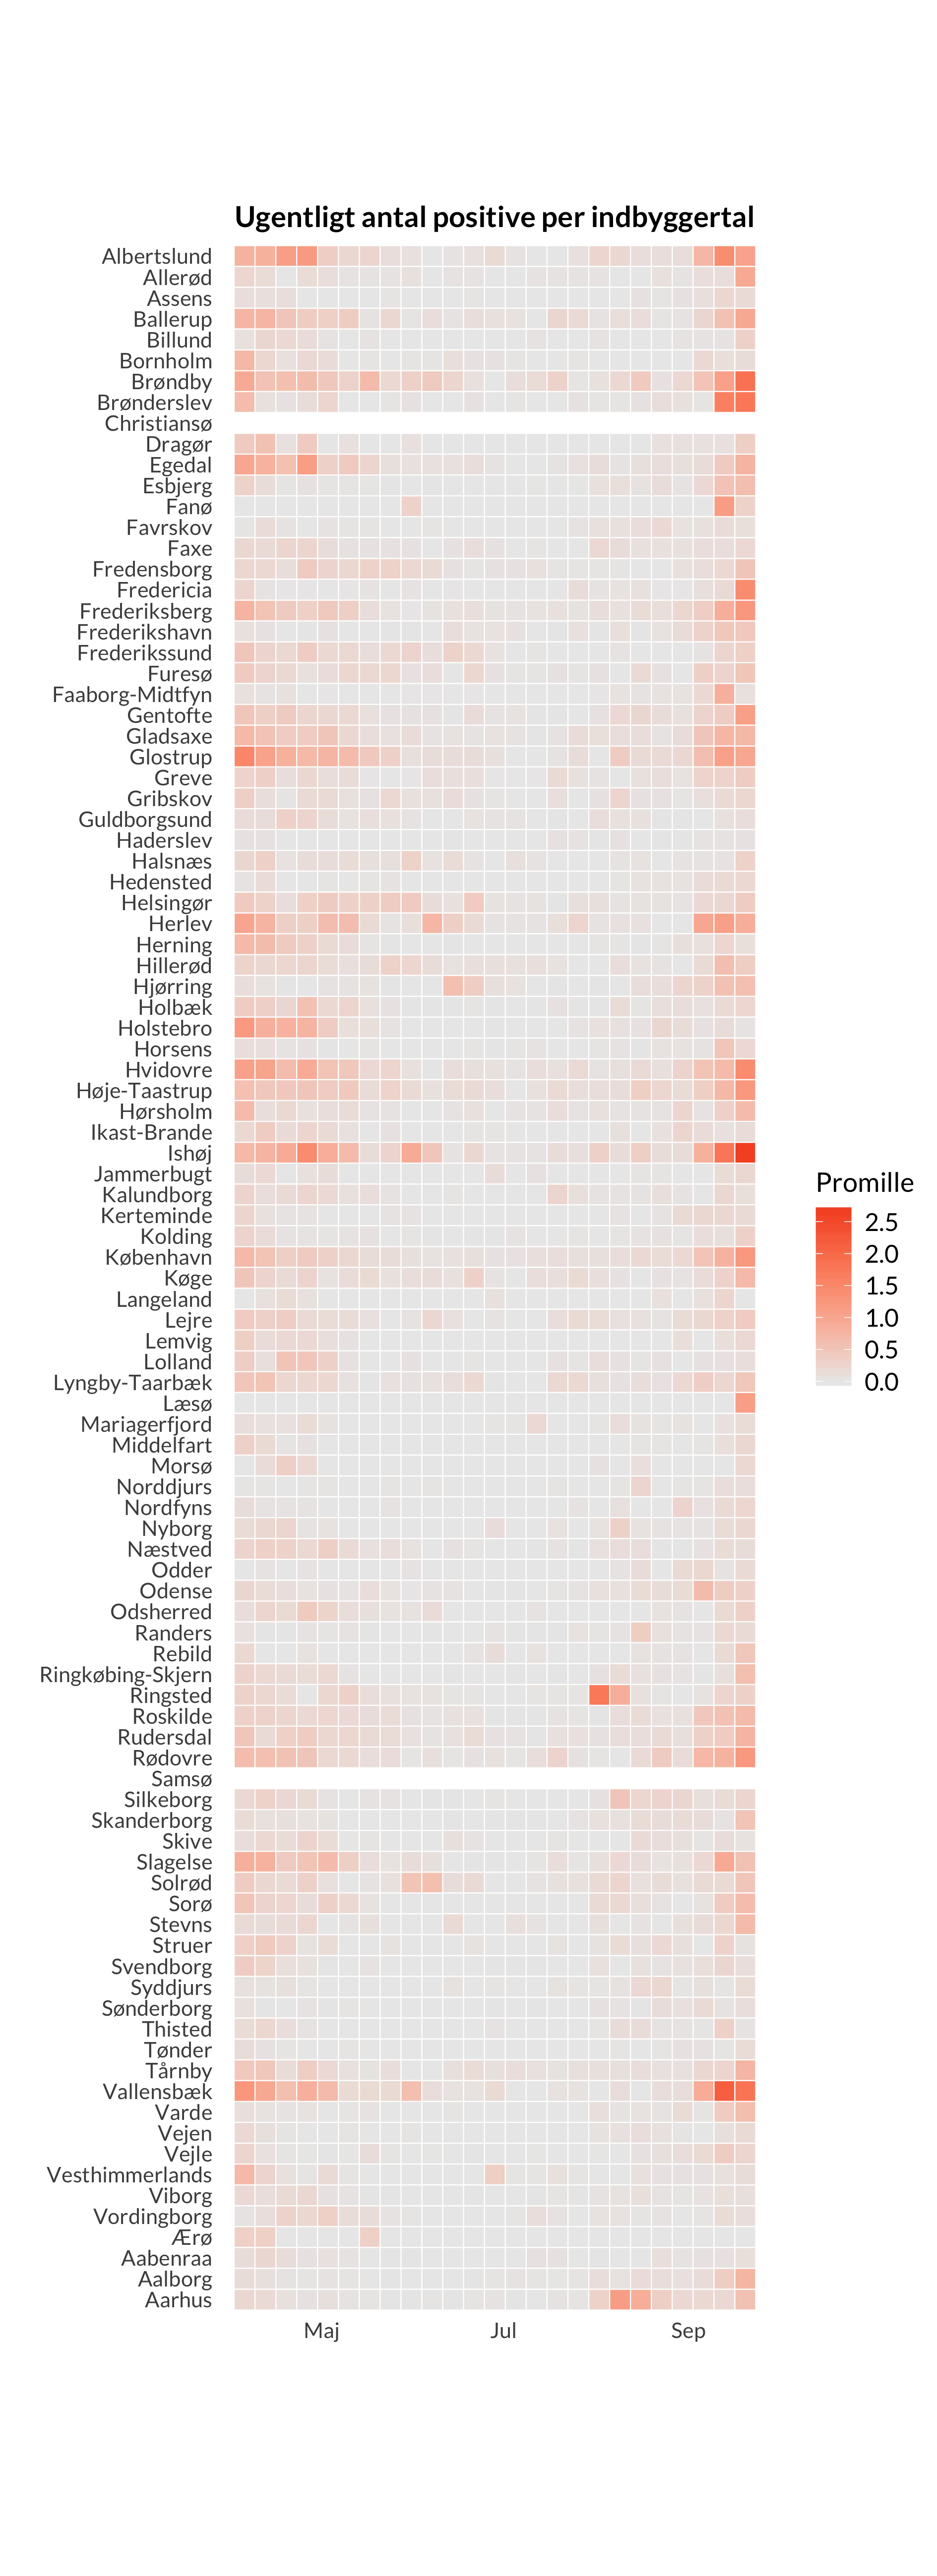 Ugentligt antal positive per indbyggertal
Albertslund
Allerød
Assens
Ballerup
Billund
Bornholm
Brøndby
Brønderslev
Christiansø
Dragør
Egedal
Esbjerg
Fanø
Favrskov
Faxe
Fredensborg
Fredericia
Frederiksberg
Frederikshavn
Frederikssund
Furesø
Faaborg-Midtfyn
Gentofte
Gladsaxe
Glostrup
Greve
Gribskov
Guldborgsund
Haderslev
Halsnæs
Hedensted
Helsingør
Herlev
Herning
Hillerød
Hjørring
Holbæk
Holstebro
Horsens
Hvidovre
Høje-Taastrup
Hørsholm
Ikast-Brande
Ishøj
Jammerbugt
Kalundborg
Kerteminde
Kolding
København
Køge
Langeland
Lejre
Lemvig
Lolland
Lyngby-Taarbæk
Læsø
Mariagerfjord
Middelfart
Morsø
Norddjurs
Nordfyns
Nyborg
Næstved
Odder
Odense
Odsherred
Randers
Rebild
Ringkøbing-Skjern
Ringsted
Roskilde
Rudersdal
Rødovre
Samsø
Silkeborg
Skanderborg
Skive
Slagelse
Solrød
Sorø
Stevns
Struer
Svendborg
Syddjurs
Sønderborg
Thisted
Tønder
Tårnby
Vallensbæk
Varde
Vejen
Vejle
Vesthimmerlands
Viborg
Vordingborg
Ærø
Aabenraa
Aalborg
Aarhus
Maj Jul Sep
Promille
2.5
2.0
1.5
1.0
0.5
0.0